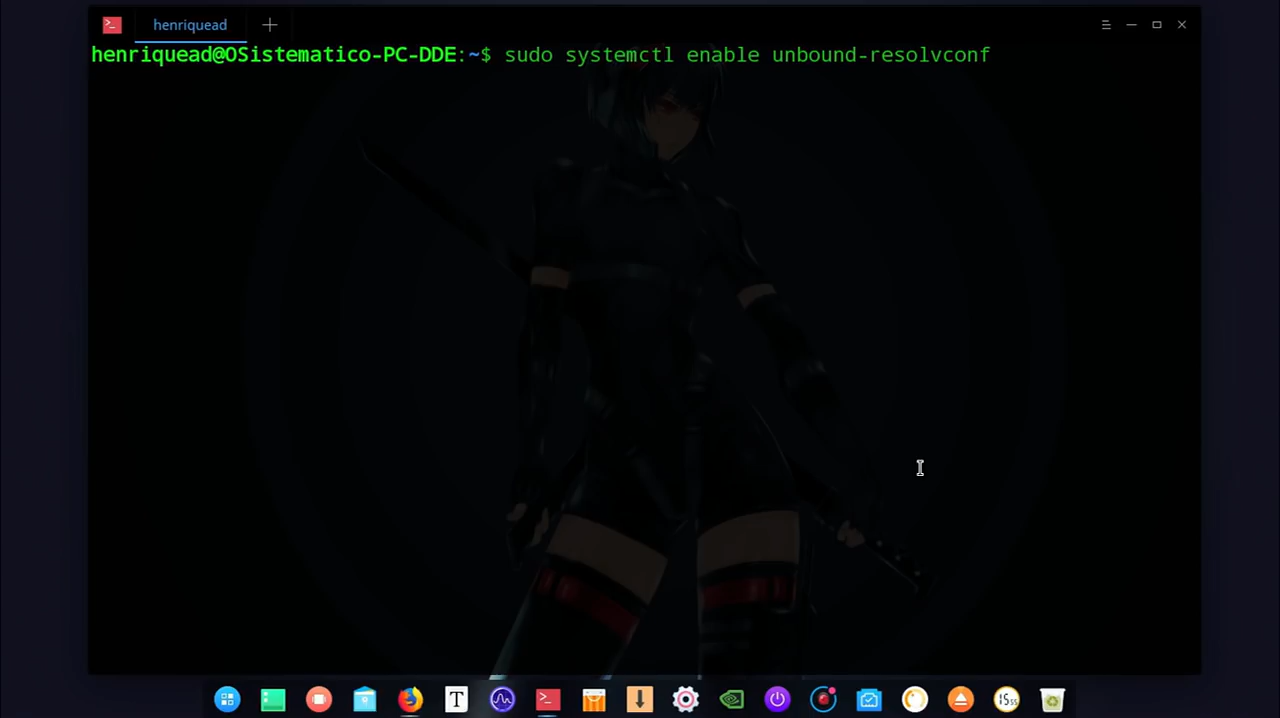 henriquead
henriquead@OSistematico-PC-DDE:~$ sudo systemctl enable unbound-resolvconf
T